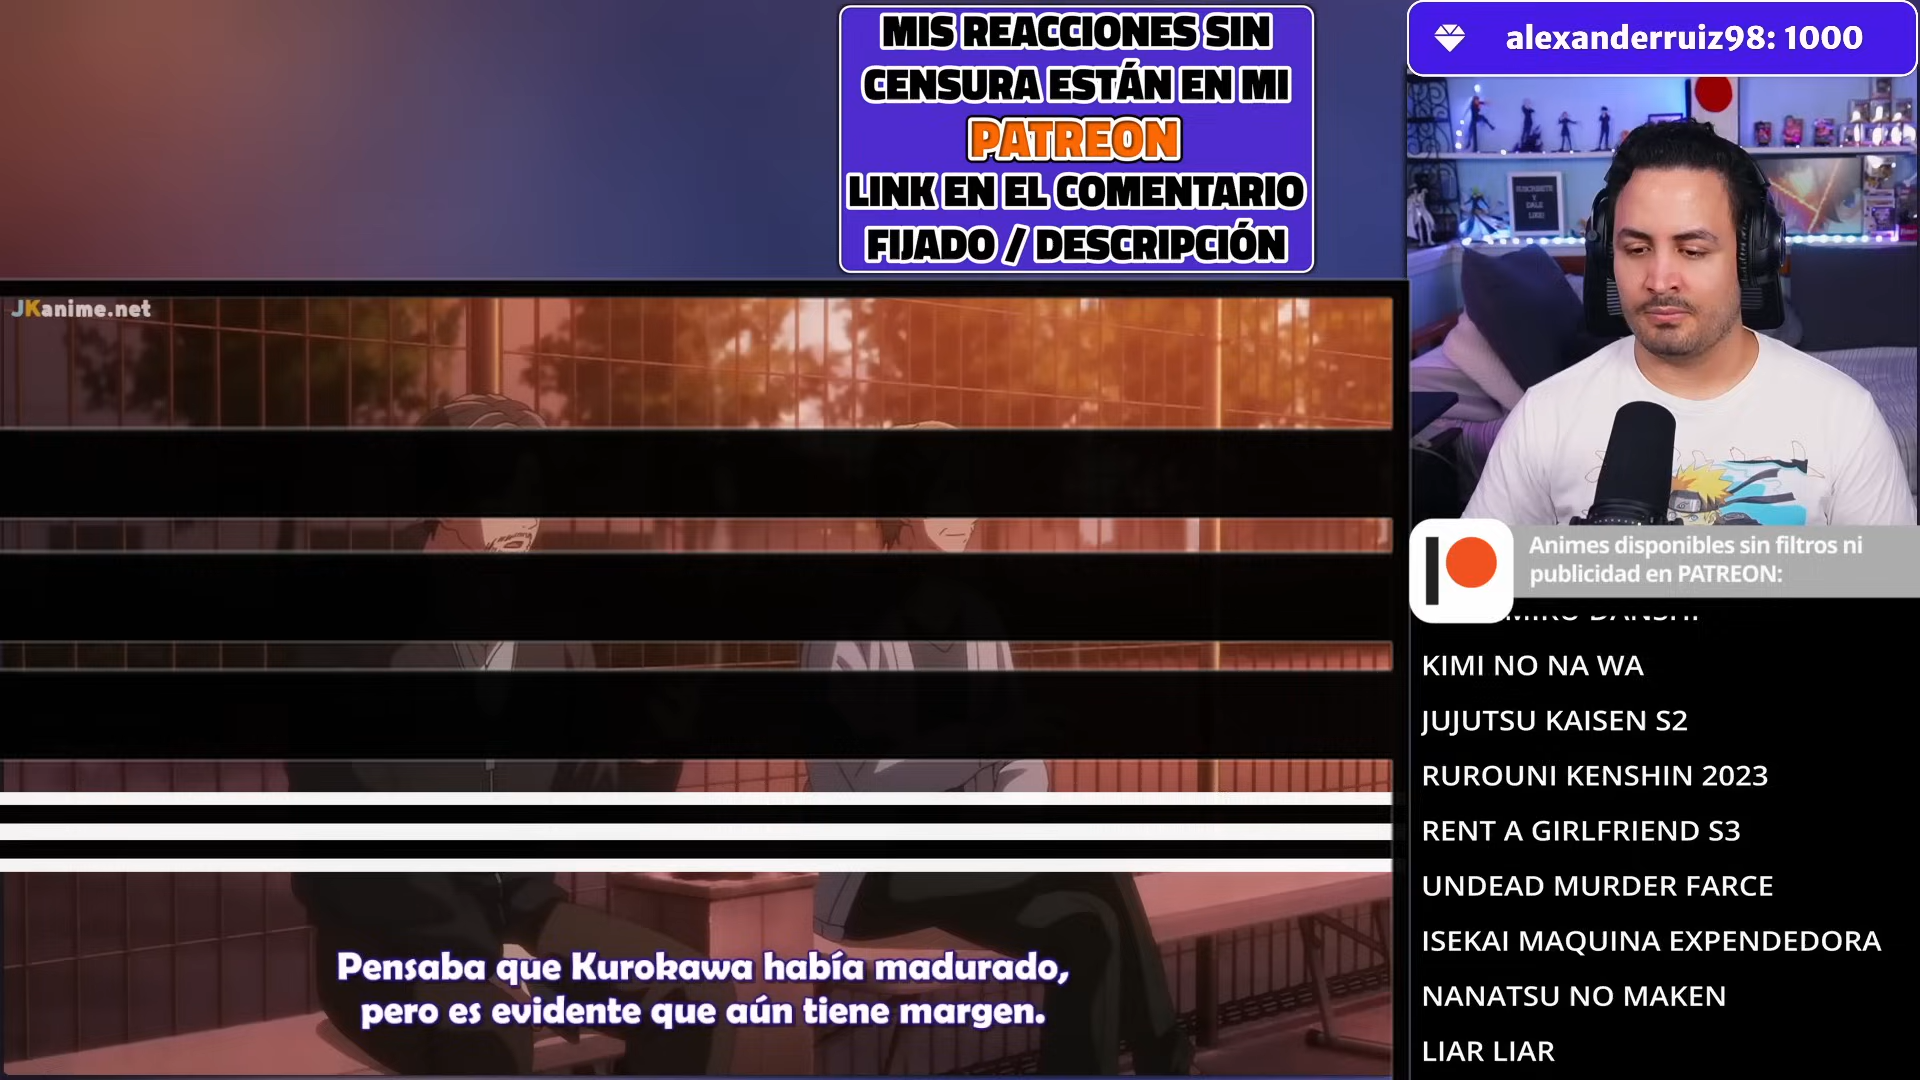 MIS REACCIONES SIN
CENSURA ESTÁN EN MI
PATREON
LINK EN EL COMENTARIO
FIJADO / DESCRIPCIÓN
alexanderruiz98: 1000
JKanime.net
SUSCRIBETE
Y
DALE
LIKE!
Animes disponibles sin filtros ni
publicidad en PATREON:
KIMI NO NA WA
JUJUTSU KAISEN S2
RUROUNI KENSHIN 2023
RENT A GIRLFRIEND S3
UNDEAD MURDER FARCE
ISEKAI MAQUINA EXPENDEDORA
NANATSU NO MAKEN
LIAR LIAR
Pensaba que Kurokawa había madurado,
pero es evidente que aún tiene margen.